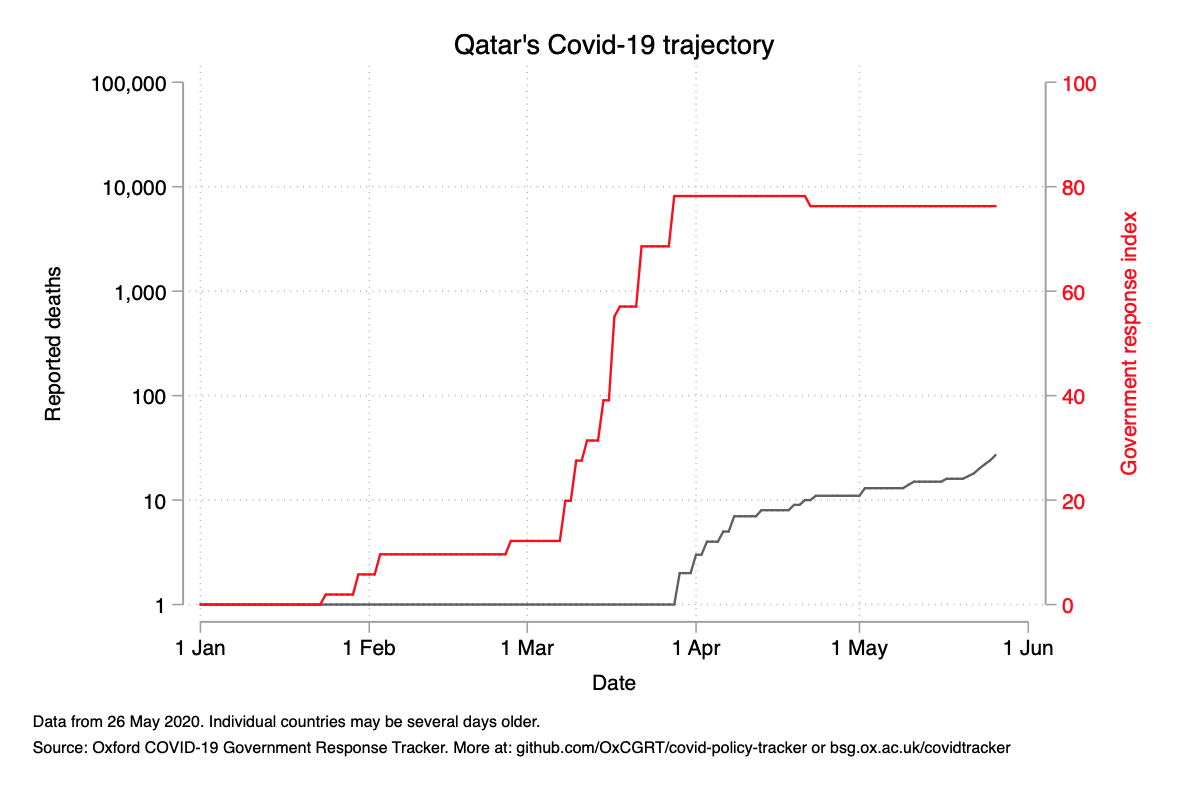 Qatar's Covid-19 trajectory
100,000
10,000
1,000
100
10
1
Reported deaths
100
80
60
40
20
0
Government response index
1 Jan
1 Feb
1 Mar
1 Apr
1 May
1 Jun
Date
Data from 26 May 2020. Individual countries may be several days older.
Source: Oxford COVID-19 Government Response Tracker. More at: github.com/OxCGRT/covid-policy-tracker or bsg.ox.ac.uk/covidtracker